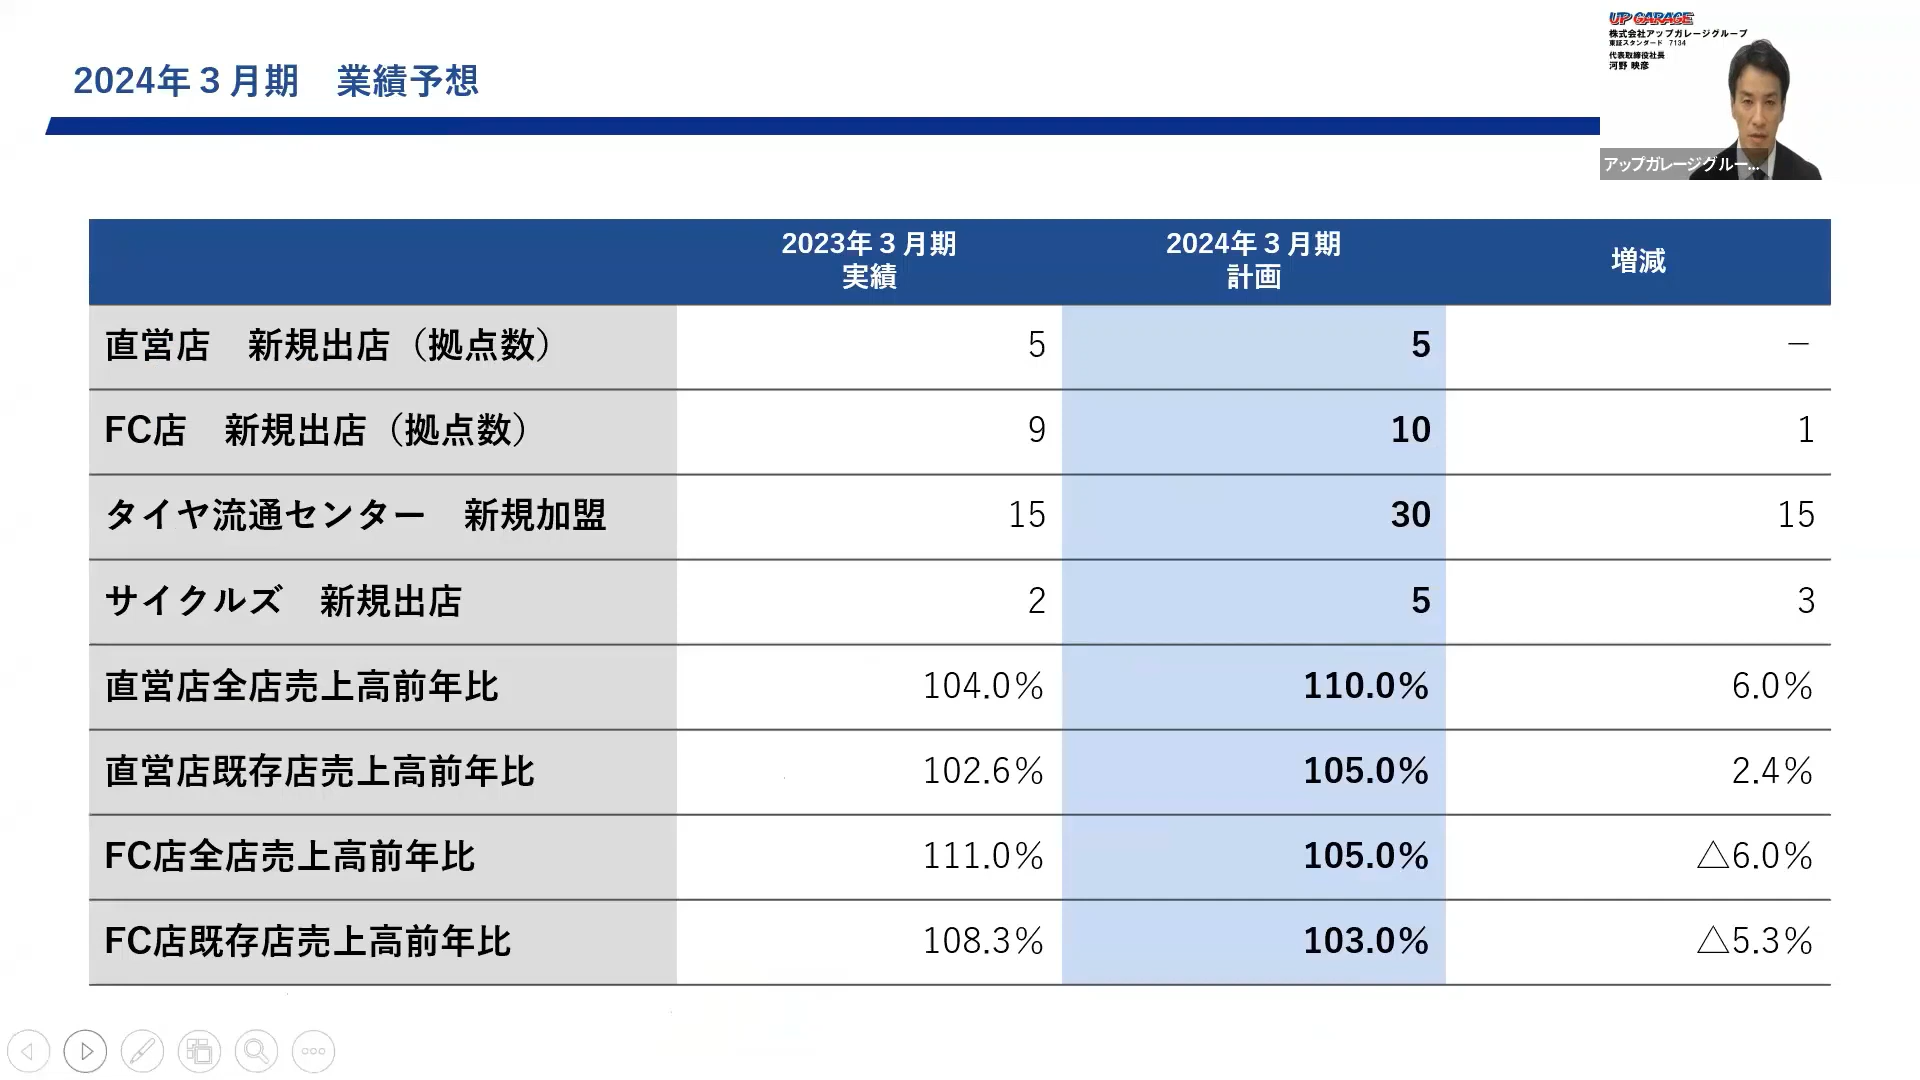 2024年３月期　業績予想
UP GARAGE
株式会社アップガレージグループ
東証スタンダード 7134
代表取締役社長
河野 映彦
アップガレージグルー...
2023年３月期
実績
2024年３月期
計画
増減
直営店　新規出店（拠点数） 5 5 －
FC店　新規出店（拠点数） 9 10 1
タイヤ流通センター　新規加盟 15 30 15
サイクルズ　新規出店 2 5 3
直営店全店売上高前年比 104.0% 110.0% 6.0%
直営店既存店売上高前年比 102.6% 105.0% 2.4%
FC店全店売上高前年比 111.0% 105.0% △6.0%
FC店既存店売上高前年比 108.3% 103.0% △5.3%